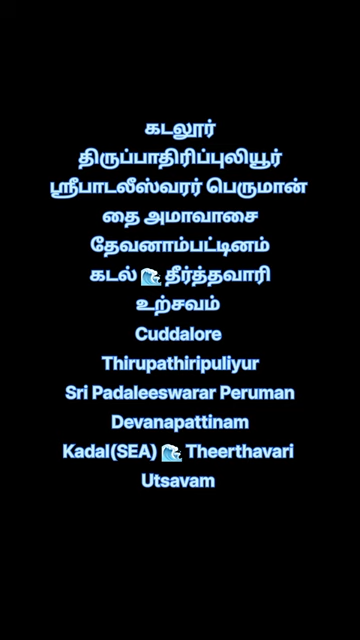 கடலூர்
திருப்பாதிரிப்புலியூர்
ஸ்ரீபாடலீஸ்வரர் பெருமான்
தை அமாவாசை
தேவனாம்பட்டினம்
கடல் 🌊 தீர்த்தவாரி
உற்சவம்
Cuddalore
Thirupathiripuliyur
Sri Padaleeswarar Peruman
Devanapattinam
Kadal(SEA) 🌊 Theerthavari
Utsavam